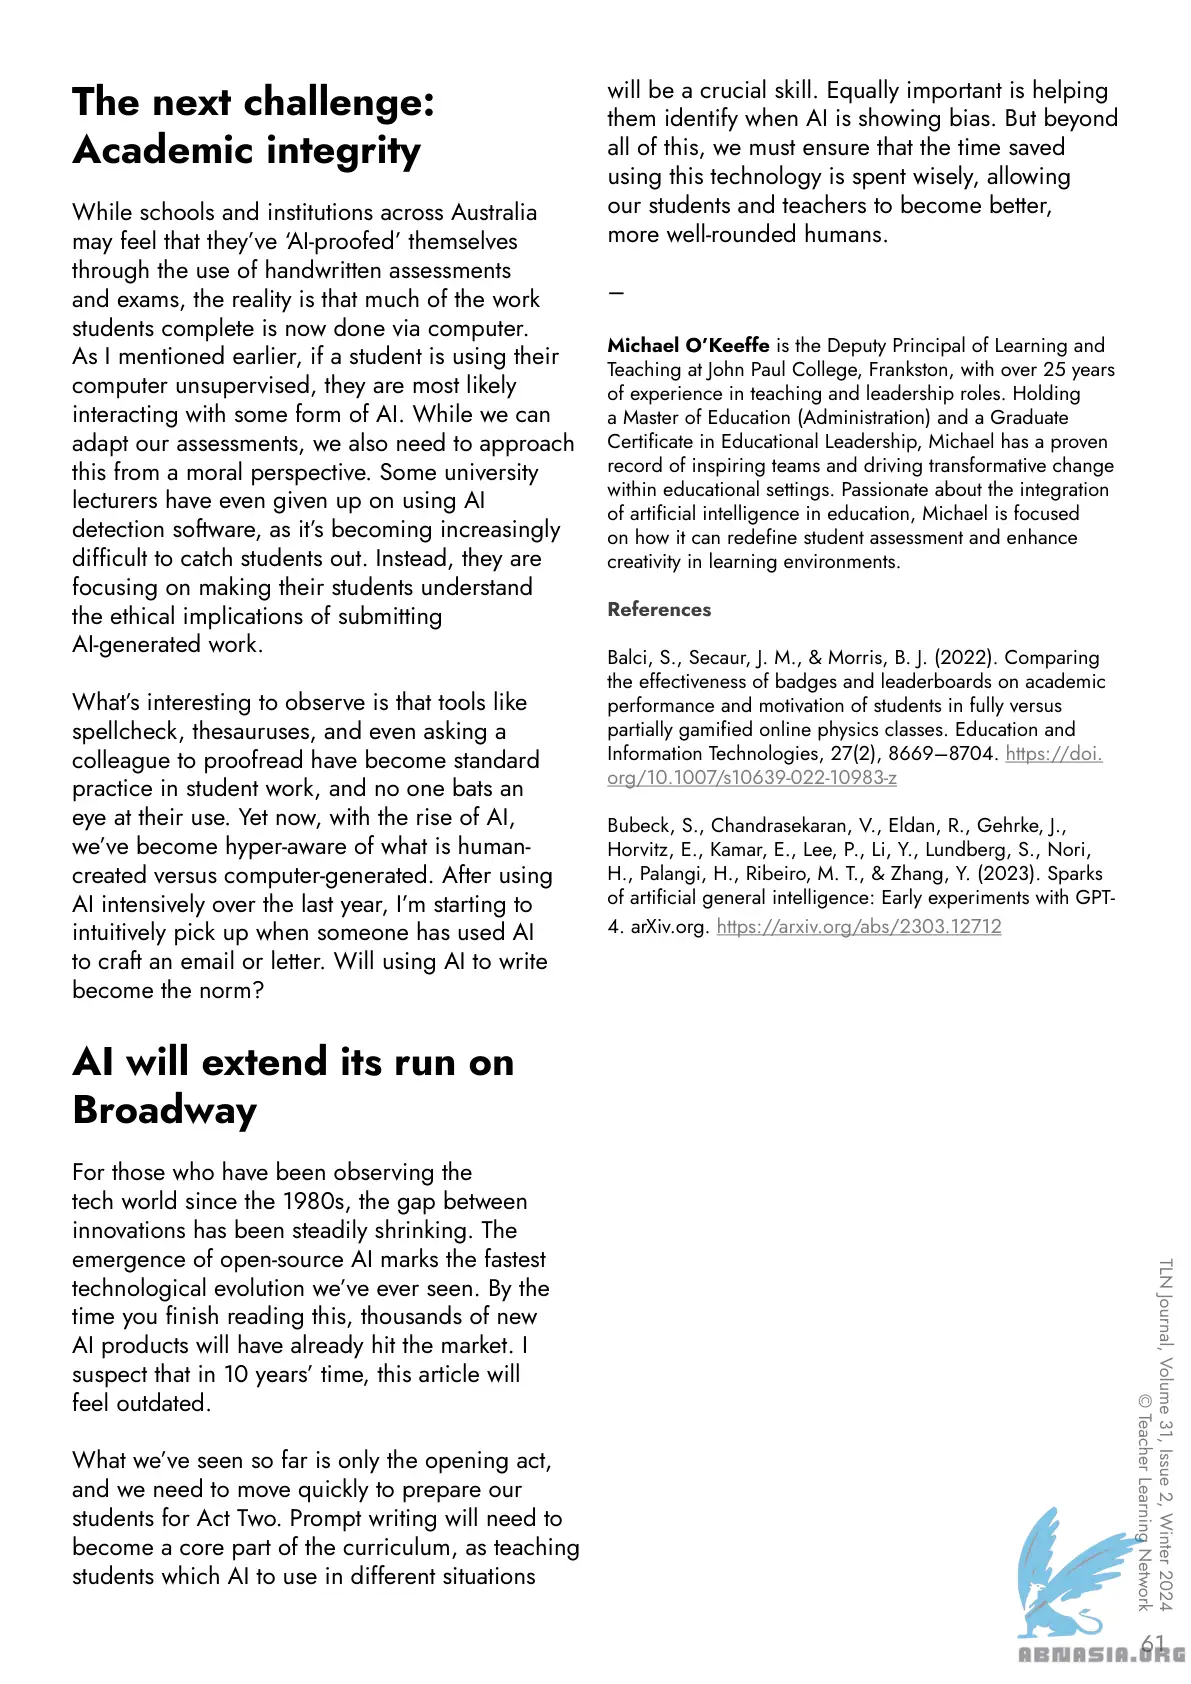 The next challenge:
Academic integrity
While schools and institutions across Australia
may feel that they’ve ‘AI-proofed’ themselves
through the use of handwritten assessments
and exams, the reality is that much of the work
students complete is now done via computer.
As I mentioned earlier, if a student is using their
computer unsupervised, they are most likely
interacting with some form of AI. While we can
adapt our assessments, we also need to approach
this from a moral perspective. Some university
lecturers have even given up on using AI
detection software, as it’s becoming increasingly
difficult to catch students out. Instead, they are
focusing on making their students understand
the ethical implications of submitting
AI-generated work.
What’s interesting to observe is that tools like
spellcheck, thesauruses, and even asking a
colleague to proofread have become standard
practice in student work, and no one bats an
eye at their use. Yet now, with the rise of AI,
we’ve become hyper-aware of what is human-
created versus computer-generated. After using
AI intensively over the last year, I’m starting to
intuitively pick up when someone has used AI
to craft an email or letter. Will using AI to write
become the norm?
AI will extend its run on
Broadway
For those who have been observing the
tech world since the 1980s, the gap between
innovations has been steadily shrinking. The
emergence of open-source AI marks the fastest
technological evolution we’ve ever seen. By the
time you finish reading this, thousands of new
AI products will have already hit the market. I
suspect that in 10 years’ time, this article will
feel outdated.
What we’ve seen so far is only the opening act,
and we need to move quickly to prepare our
students for Act Two. Prompt writing will need to
become a core part of the curriculum, as teaching
students which AI to use in different situations
will be a crucial skill. Equally important is helping
them identify when AI is showing bias. But beyond
all of this, we must ensure that the time saved
using this technology is spent wisely, allowing
our students and teachers to become better,
more well-rounded humans.
—
Michael O’Keeffe is the Deputy Principal of Learning and
Teaching at John Paul College, Frankston, with over 25 years
of experience in teaching and leadership roles. Holding
a Master of Education (Administration) and a Graduate
Certificate in Educational Leadership, Michael has a proven
record of inspiring teams and driving transformative change
within educational settings. Passionate about the integration
of artificial intelligence in education, Michael is focused
on how it can redefine student assessment and enhance
creativity in learning environments.
References
Balci, S., Secaur, J. M., & Morris, B. J. (2022). Comparing
the effectiveness of badges and leaderboards on academic
performance and motivation of students in fully versus
partially gamified online physics classes. Education and
Information Technologies, 27(2), 8669–8704. https://doi.
org/10.1007/s10639-022-10983-z
Bubeck, S., Chandrasekaran, V., Eldan, R., Gehrke, J.,
Horvitz, E., Kamar, E., Lee, P., Li, Y., Lundberg, S., Nori,
H., Palangi, H., Ribeiro, M. T., & Zhang, Y. (2023). Sparks
of artificial general intelligence: Early experiments with GPT-
4. arXiv.org. https://arxiv.org/abs/2303.12712
TLN Journal, Volume 31, Issue 2, Winter 2024
© Teacher Learning Network
61
ABNASIA.ORG